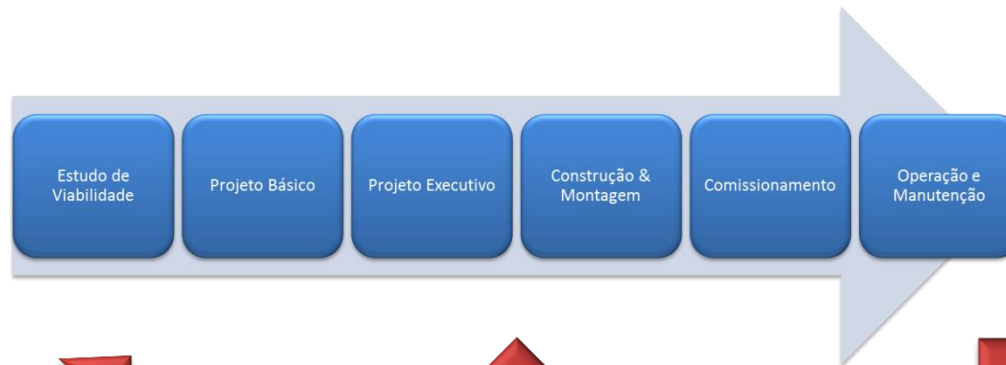 Estudo de
Viabilidade
Projeto Básico
Projeto Executivo
Construção &
Montagem
Comissionamento
Operação e
Manutenção